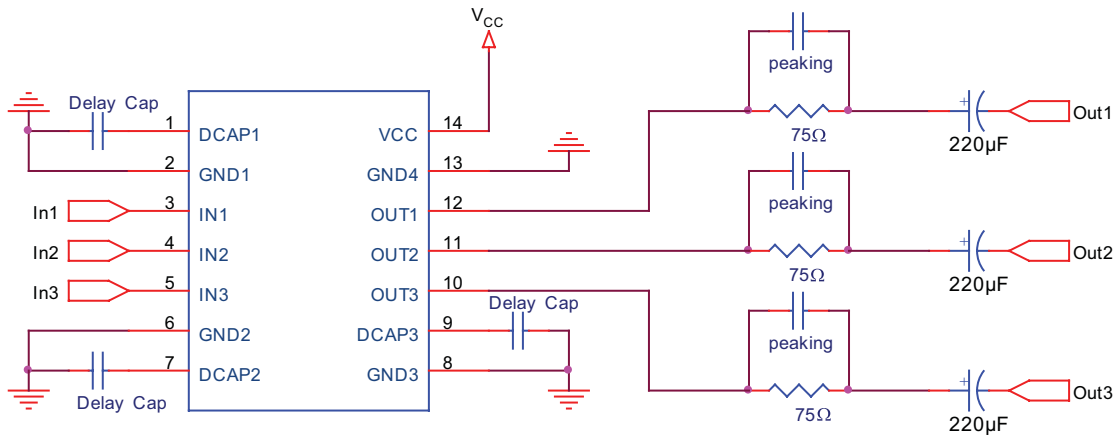 VCC
peaking
75Ω
+
220µF
Out1
Delay Cap
1
DCAP1
VCC
14
2
GND1
GND4
13
In1
3
IN1
OUT1
12
peaking
75Ω
+
220µF
Out2
In2
4
IN2
OUT2
11
In3
5
IN3
OUT3
10
Delay Cap
6
GND2
DCAP3
9
7
DCAP2
GND3
8
Delay Cap
peaking
75Ω
+
220µF
Out3